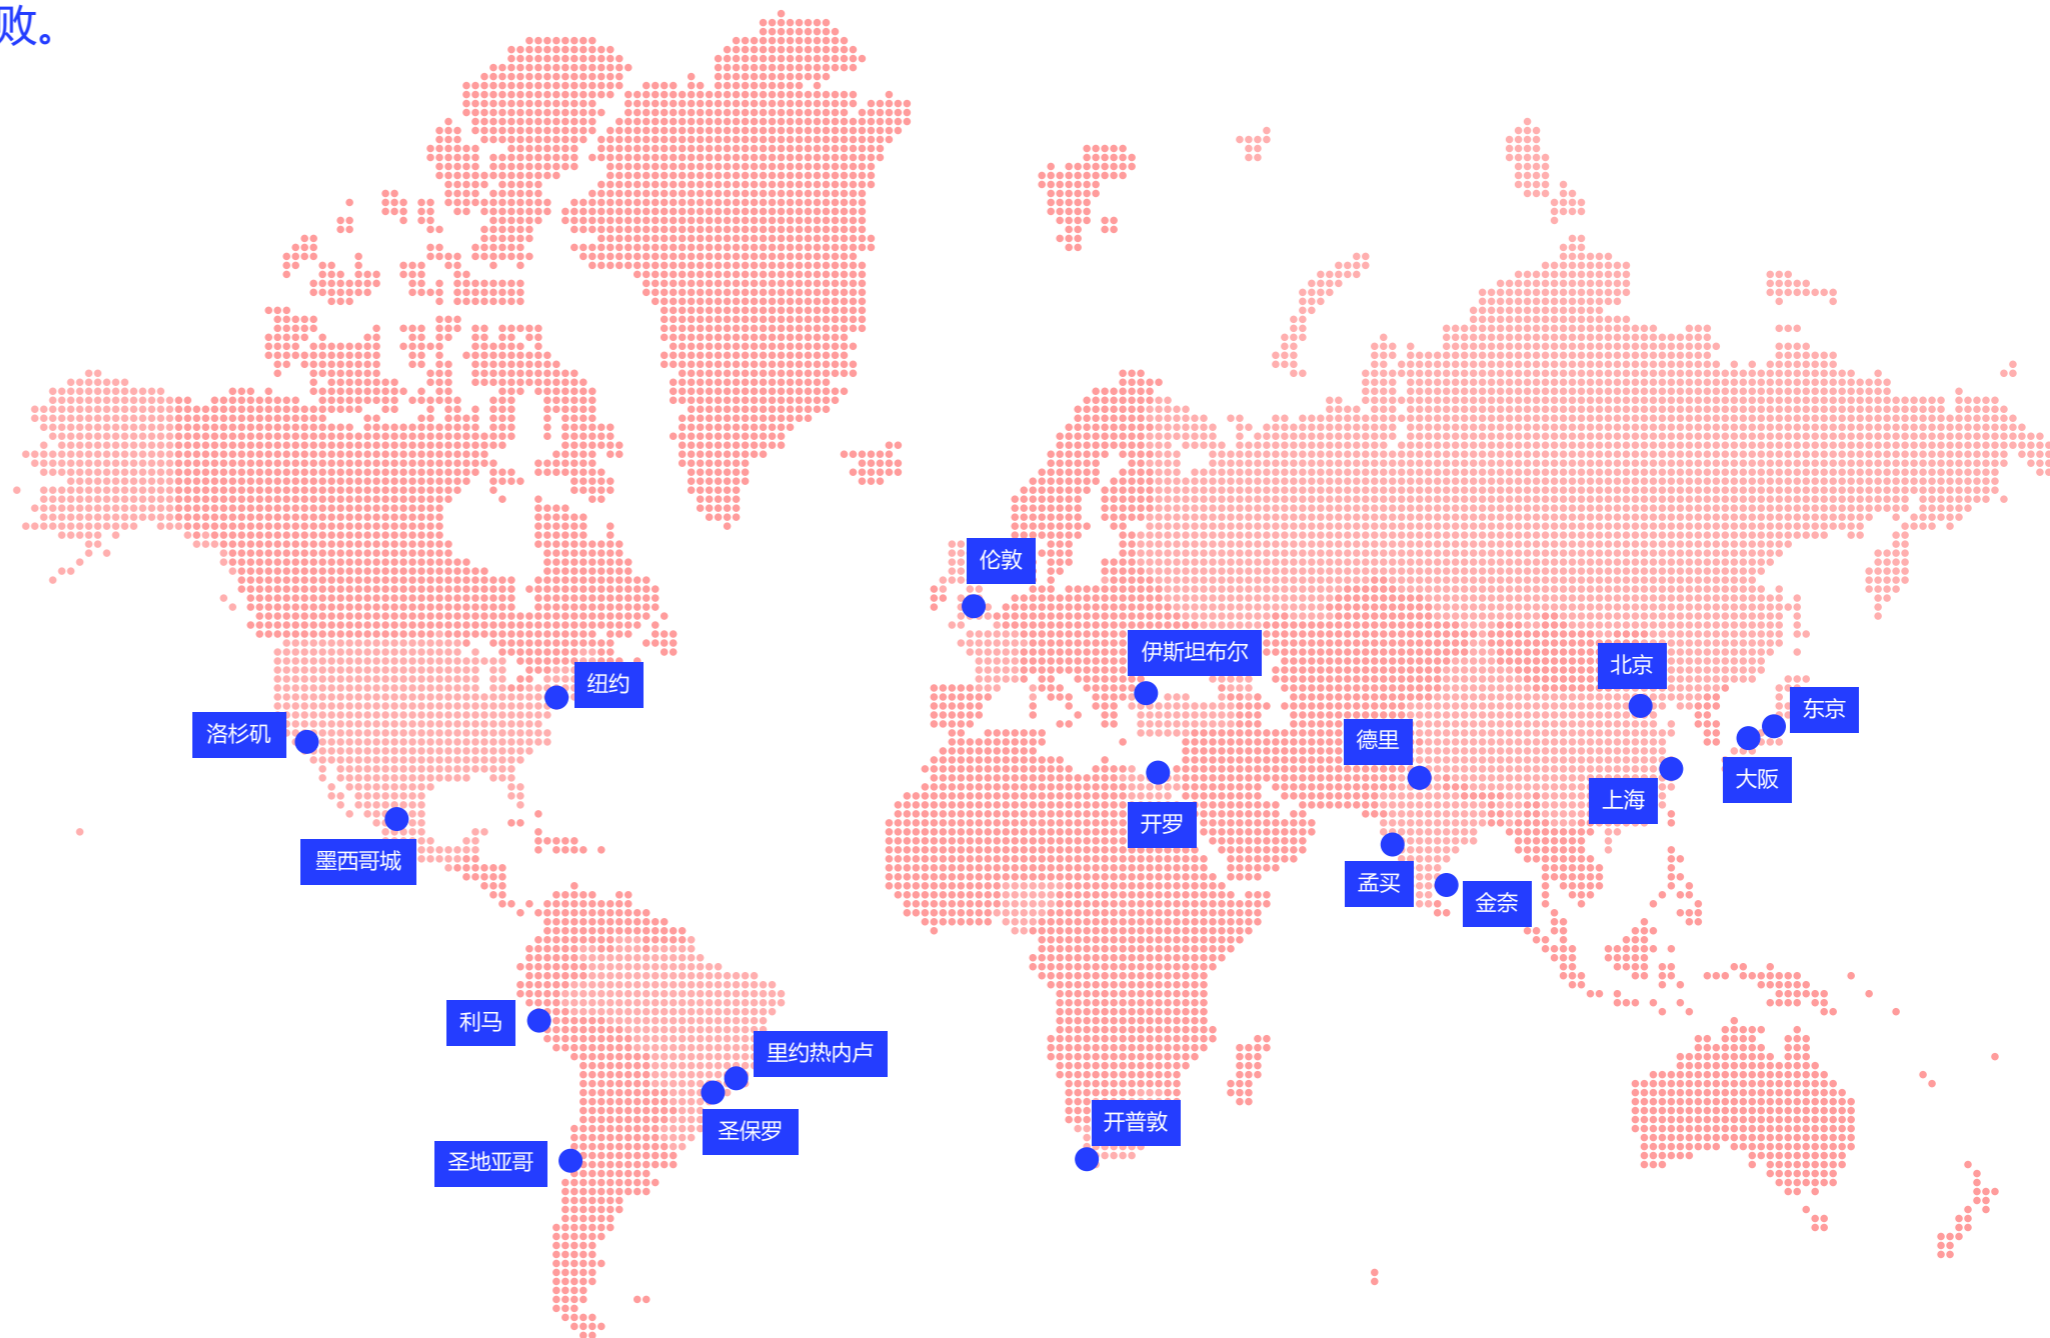 败。
伦敦
伊斯坦布尔
北京
纽约
东京
洛杉矶
德里
大阪
上海
开罗
墨西哥城
孟买
金奈
利马
里约热内卢
开普敦
圣保罗
圣地亚哥